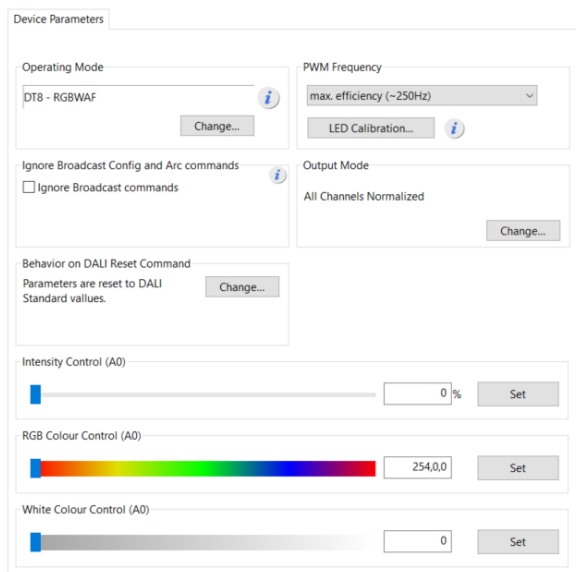 Device Parameters
Operating Mode
DT8 - RGBWAF
Change...
PWM Frequency
max. efficiency (~250Hz)
LED Calibration...
Ignore Broadcast Config and Arc commands
Ignore Broadcast commands
Output Mode
All Channels Normalized
Change...
Behavior on DALI Reset Command
Parameters are reset to DALI
Standard vallues.
Change...
Intensity Control (A0)
0 %
Set
RGB Colour Control (A0)
254,0,0
Set
White Colour Control (A0)
0
Set